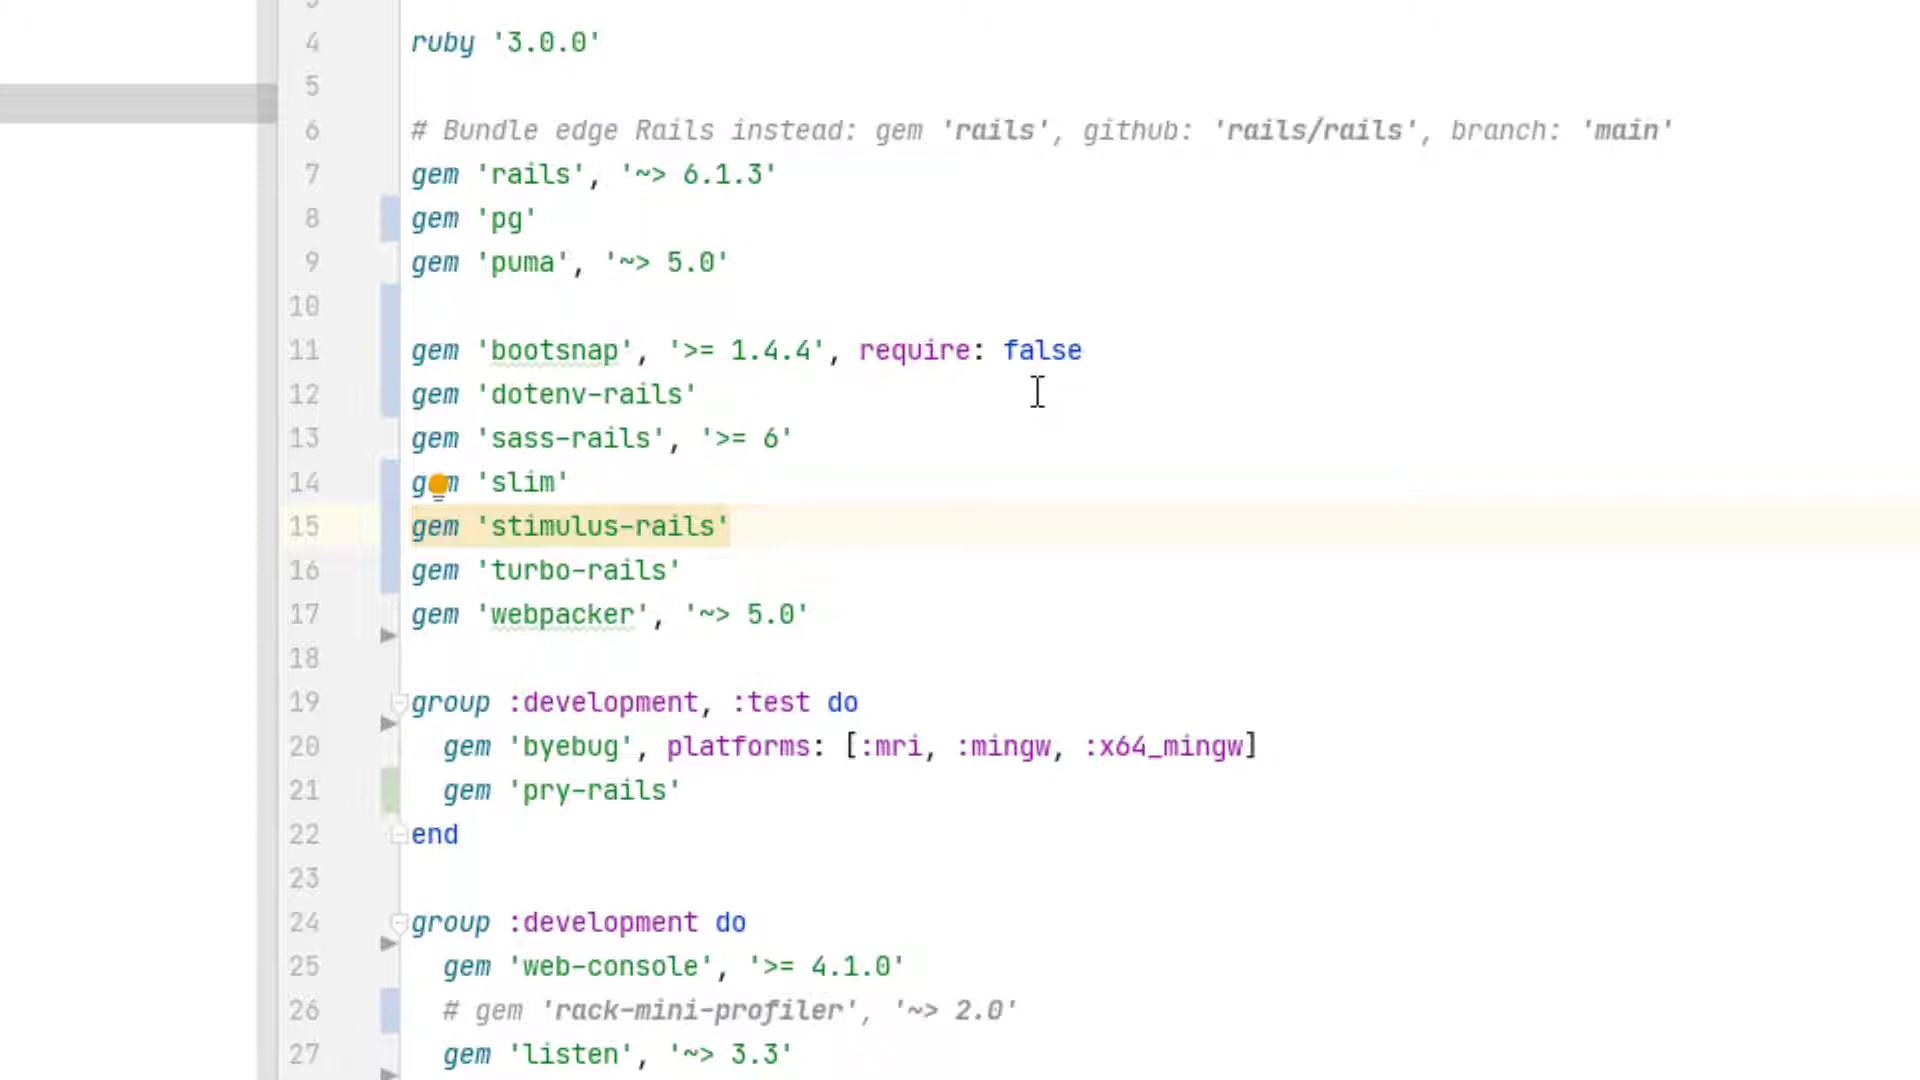 4 ruby '3.0.0'
5
6 # Bundle edge Rails instead: gem 'rails', github: 'rails/rails', branch: 'main'
7 gem 'rails', '~> 6.1.3'
8 gem 'pg'
9 gem 'puma', '~> 5.0'
10
11 gem 'bootsnap', '>= 1.4.4', require: false
12 gem 'dotenv-rails'
13 gem 'sass-rails', '>= 6'
14 gem 'slim'
15 gem 'stimulus-rails'
16 gem 'turbo-rails'
17 gem 'webpacker', '~> 5.0'
18
19 group :development, :test do
20 gem 'byebug', platforms: [:mri, :mingw, :x64_mingw]
21 gem 'pry-rails'
22 end
23
24 group :development do
25 gem 'web-console', '>= 4.1.0'
26 # gem 'rack-mini-profiler', '~> 2.0'
27 gem 'listen', '~> 3.3'